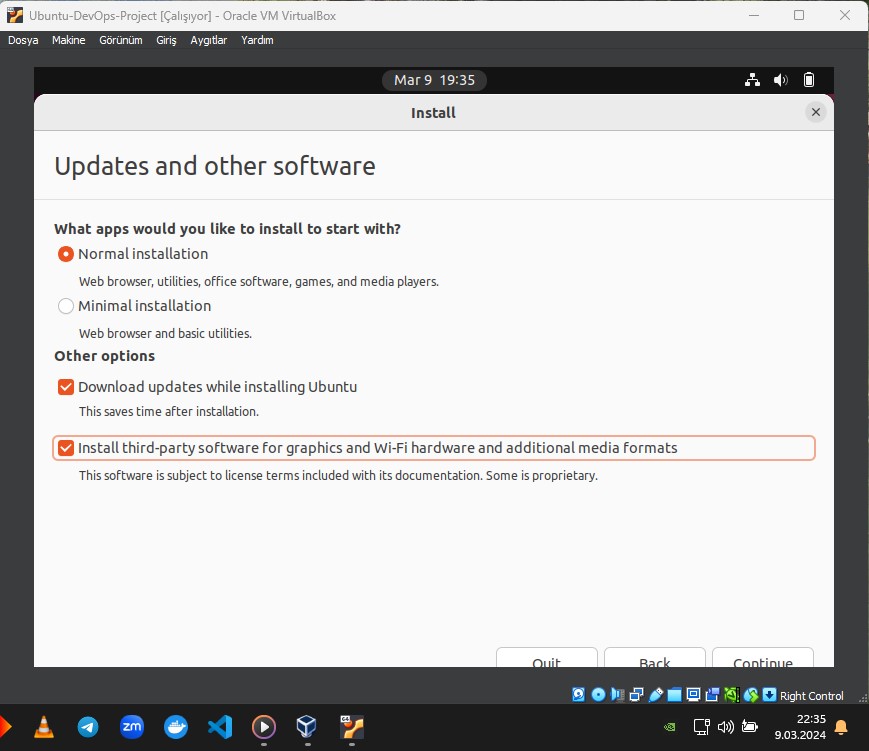 Ubuntu-DevOps-Project [Çalışıyor] - Oracle VM VirtualBox
Dosya Makine Görünüm Giriş Aygıtlar Yardım
Mar 9 19:35
Install
Updates and other software
What apps would you like to install to start with?
Normal installation
Web browser, utilities, office software, games, and media players.
Minimal installation
Web browser and basic utilities.
Other options
Download updates while installing Ubuntu
This saves time after installation.
Install third-party software for graphics and Wi-Fi hardware and additional media formats
This software is subject to license terms included with its documentation. Some is proprietary.
Quit Back Continue
Right Control
zm 64 22:35
9.03.2024